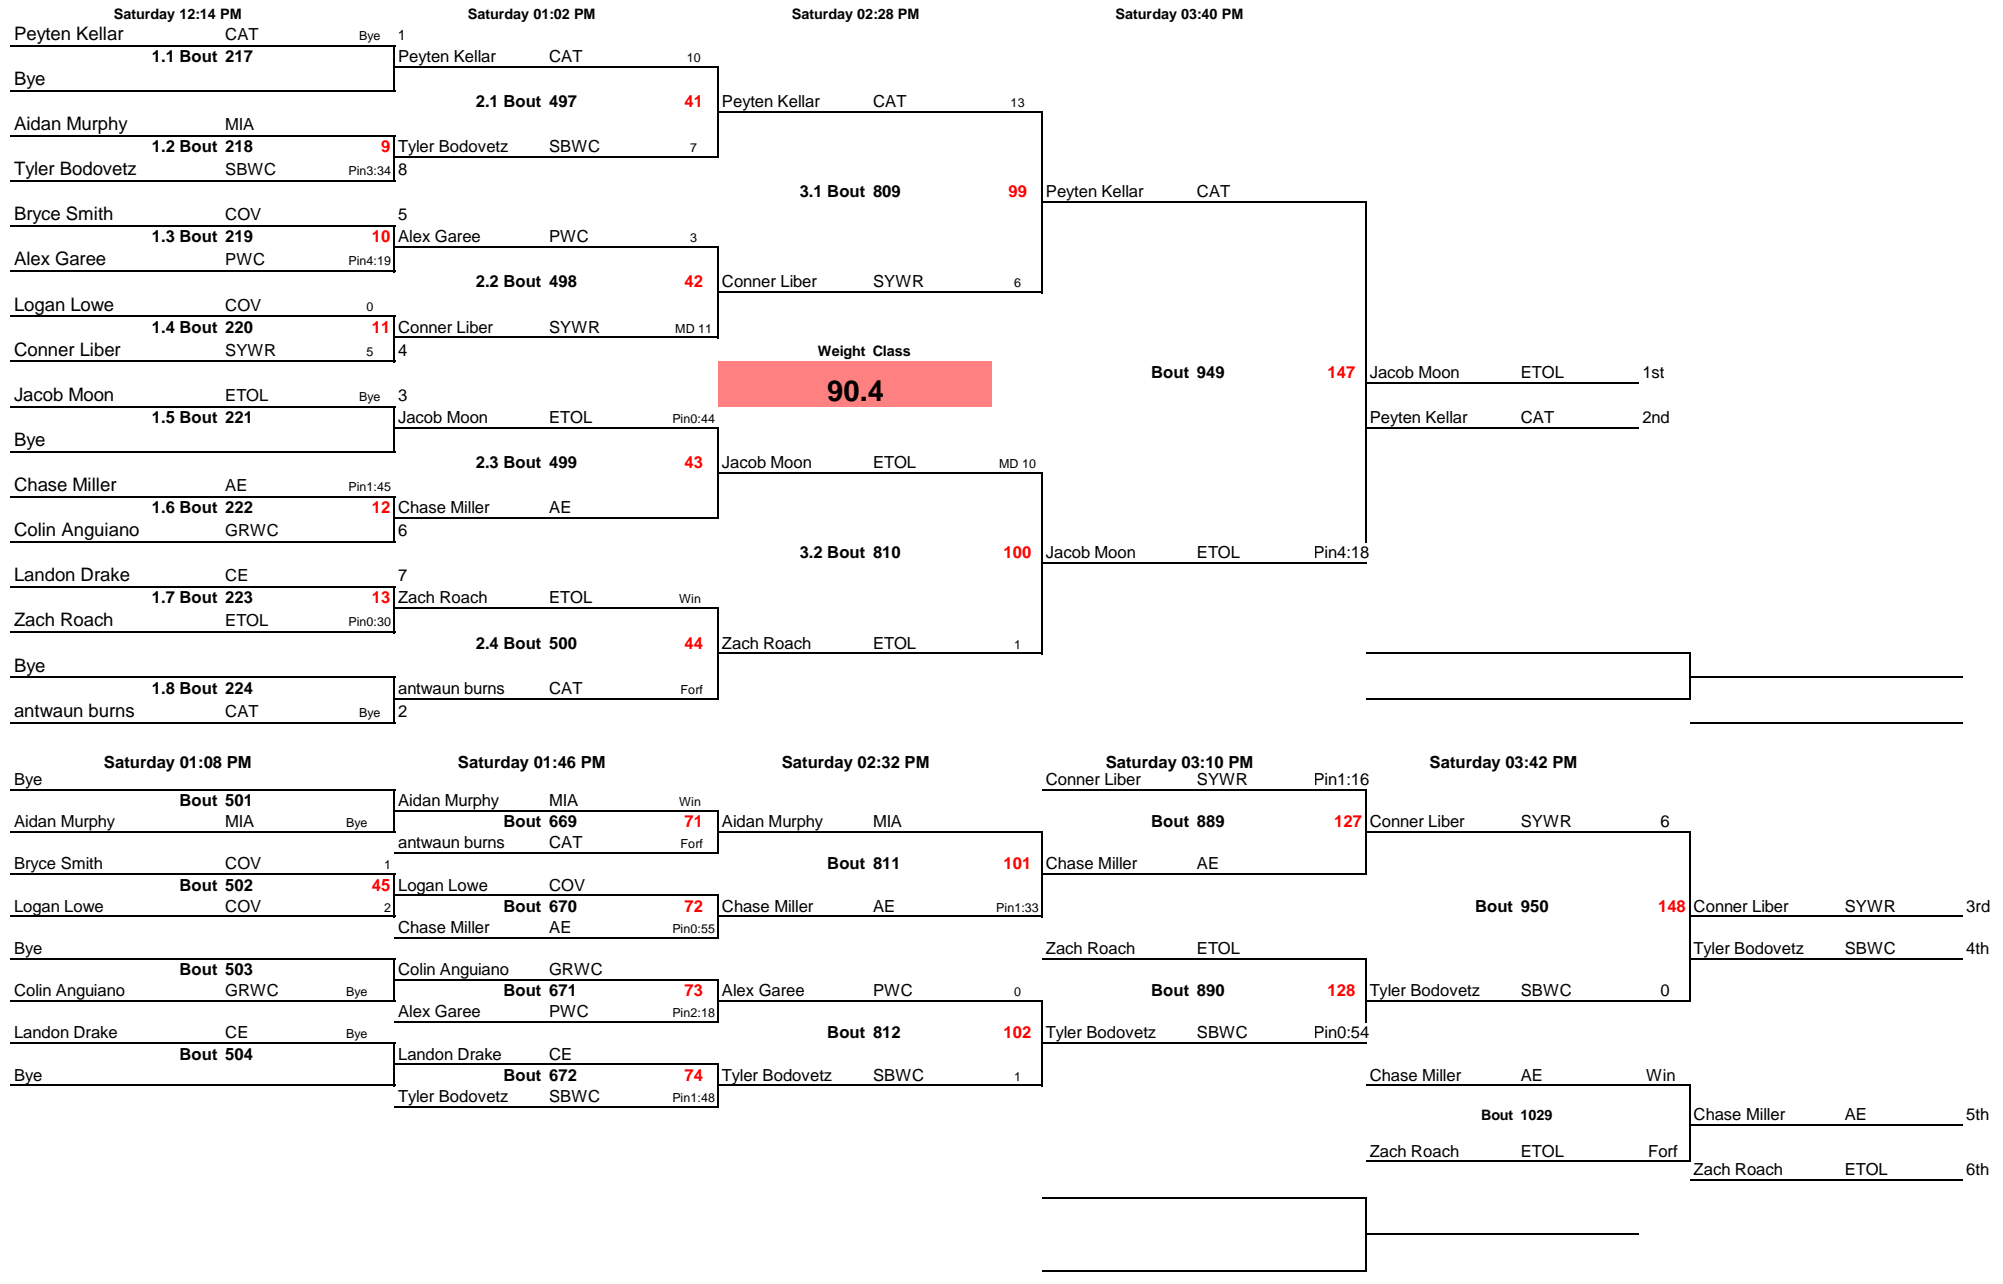 Saturday 12:14 PM Saturday 01:02 PM Saturday 02:28 PM Saturday 03:40 PM
Peyten Kellar CAT Bye 1
1.1 Bout 217 Peyten Kellar CAT 10
Bye
2.1 Bout 497 41 Peyten Kellar CAT 13
Aidan Murphy MIA
1.2 Bout 218 9 Tyler Bodovetz SBWC 7
Tyler Bodovetz SBWC Pin3:34 8
3.1 Bout 809 99 Peyten Kellar CAT
Bryce Smith COV 5
1.3 Bout 219 10 Alex Garee PWC 3
Alex Garee PWC Pin4:19
2.2 Bout 498 42 Conner Liber SYWR 6
Logan Lowe COV 0
1.4 Bout 220 11 Conner Liber SYWR MD 11
Conner Liber SYWR 5 4
Weight Class
Bout 949 147 Jacob Moon ETOL 1st
90.4
Jacob Moon ETOL Bye 3
1.5 Bout 221 Jacob Moon ETOL Pin0:44
Peyten Kellar CAT 2nd
Bye
2.3 Bout 499 43 Jacob Moon ETOL MD 10
Chase Miller AE Pin1:45
1.6 Bout 222 12 Chase Miller AE
Colin Anguiano GRWC 6
3.2 Bout 810 100 Jacob Moon ETOL Pin4:18
Landon Drake CE 7
1.7 Bout 223 13 Zach Roach ETOL Win
Zach Roach ETOL Pin0:30
2.4 Bout 500 44 Zach Roach ETOL 1
Bye
1.8 Bout 224 antwaun burns CAT Forf
antwaun burns CAT Bye 2
Saturday 01:08 PM Saturday 01:46 PM Saturday 02:32 PM Saturday 03:10 PM Saturday 03:42 PM
Bye Conner Liber SYWR Pin1:16
Bout 501 Aidan Murphy MIA Win
Aidan Murphy MIA Bye Bout 669 71 Aidan Murphy MIA Bout 889 127 Conner Liber SYWR 6
antwaun burns CAT Forf
Bryce Smith COV 1 Bout 811 101 Chase Miller AE
Bout 502 45 Logan Lowe COV
Logan Lowe COV 2 Bout 670 72 Chase Miller AE Pin1:33 Bout 950 148 Conner Liber SYWR 3rd
Chase Miller AE Pin0:55
Bye Zach Roach ETOL Tyler Bodovetz SBWC 4th
Bout 503 Colin Anguiano GRWC
Colin Anguiano GRWC Bye Bout 671 73 Alex Garee PWC 0 Bout 890 128 Tyler Bodovetz SBWC 0
Alex Garee PWC Pin2:18
Landon Drake CE Bye Bout 812 102 Tyler Bodovetz SBWC Pin0:54
Bout 504 Landon Drake CE
Bye Bout 672 74 Tyler Bodovetz SBWC 1 Chase Miller AE Win
Tyler Bodovetz SBWC Pin1:48
Bout 1029 Chase Miller AE 5th
Zach Roach ETOL Forf
Zach Roach ETOL 6th